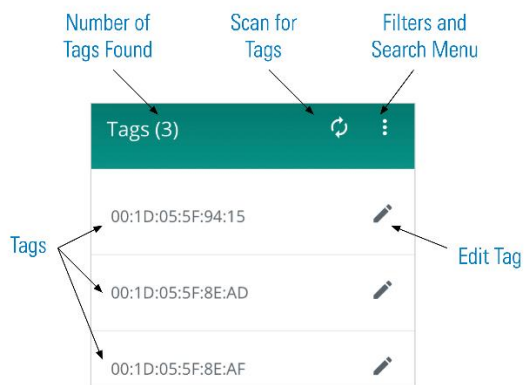 Number of
Tags Found
Scan for
Tags
Filters and
Search Menu
Tags (3)
00:1D:05:5F:94:15
Tags
Edit Tag
00:1D:05:5F:8E:AD
00:1D:05:5F:8E:AF